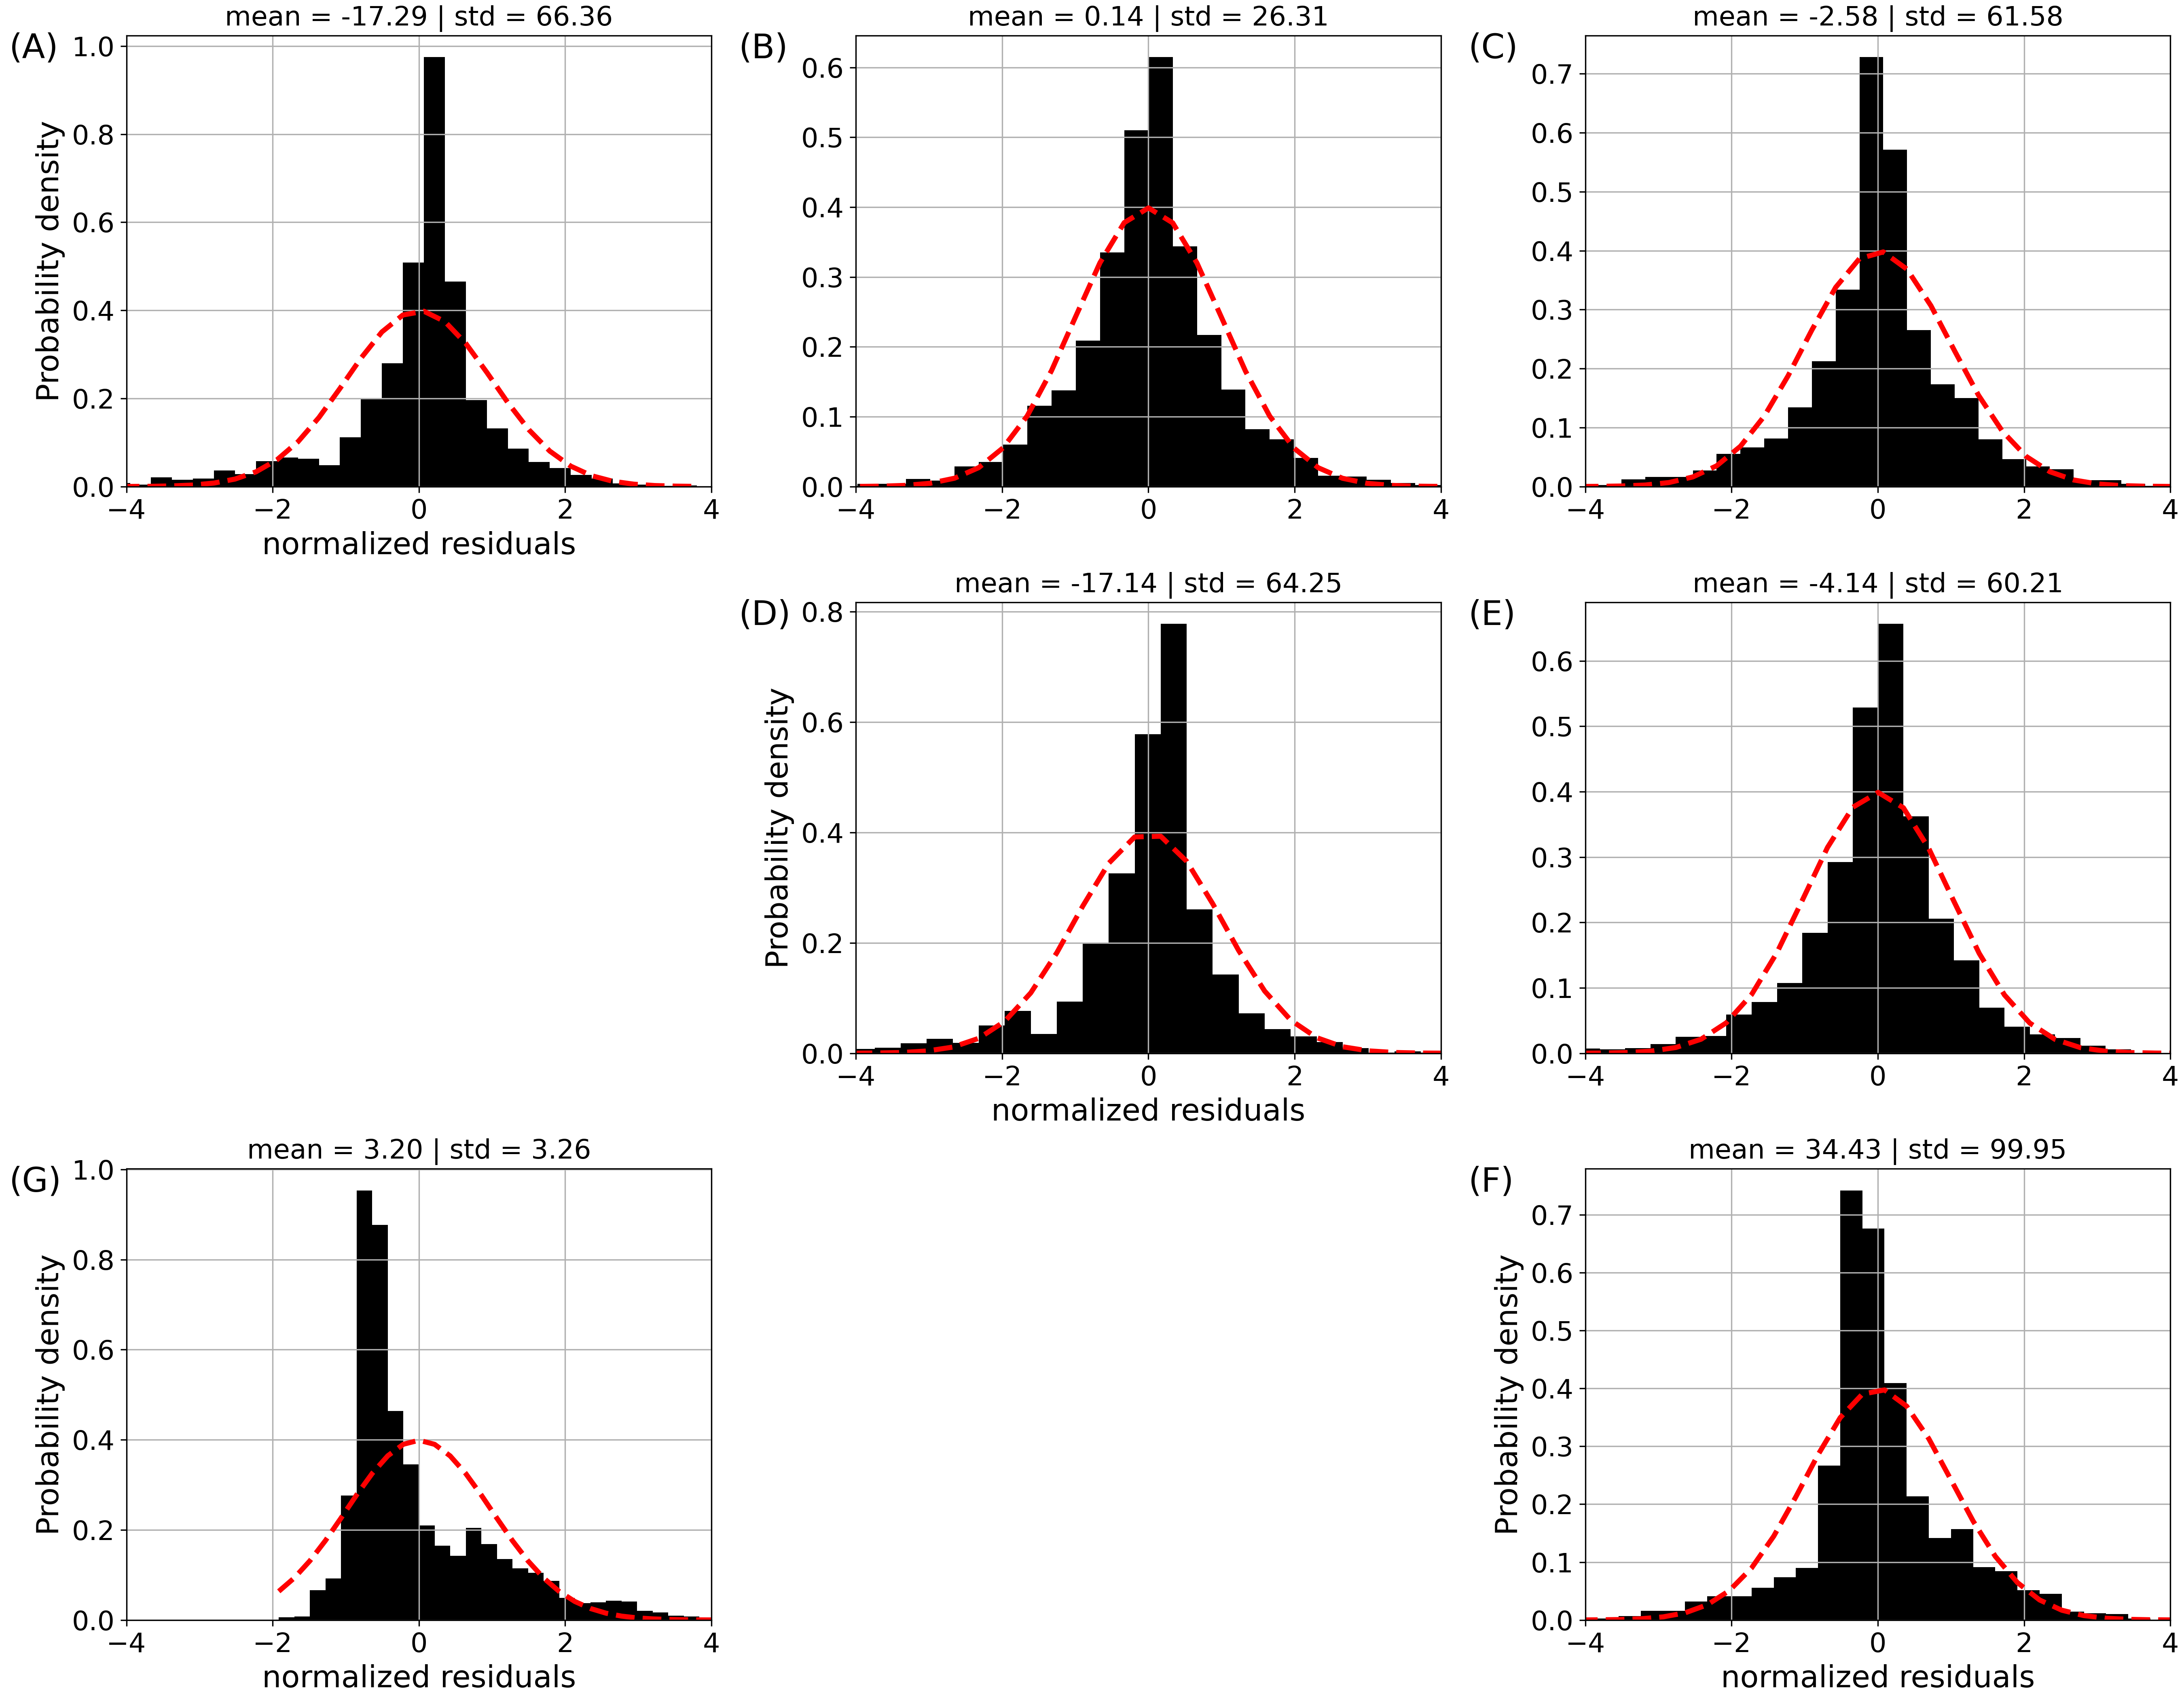 mean = -17.29 | std = 66.36
(A)
1.0
0.8
0.6
0.4
0.2
0.0
Probability density
−4 −2 0 2 4
normalized residuals
mean = 0.14 | std = 26.31
(B)
0.6
0.5
0.4
0.3
0.2
0.1
0.0
−4 −2 0 2 4
mean = -2.58 | std = 61.58
(C)
0.7
0.6
0.5
0.4
0.3
0.2
0.1
0.0
−4 −2 0 2 4
mean = -17.14 | std = 64.25
(D)
0.8
0.6
0.4
0.2
0.0
Probability density
−4 −2 0 2 4
normalized residuals
mean = -4.14 | std = 60.21
(E)
0.6
0.5
0.4
0.3
0.2
0.1
0.0
−4 −2 0 2 4
mean = 3.20 | std = 3.26
(G)
1.0
0.8
0.6
0.4
0.2
0.0
Probability density
−4 −2 0 2 4
normalized residuals
mean = 34.43 | std = 99.95
(F)
0.7
0.6
0.5
0.4
0.3
0.2
0.1
0.0
Probability density
−4 −2 0 2 4
normalized residuals